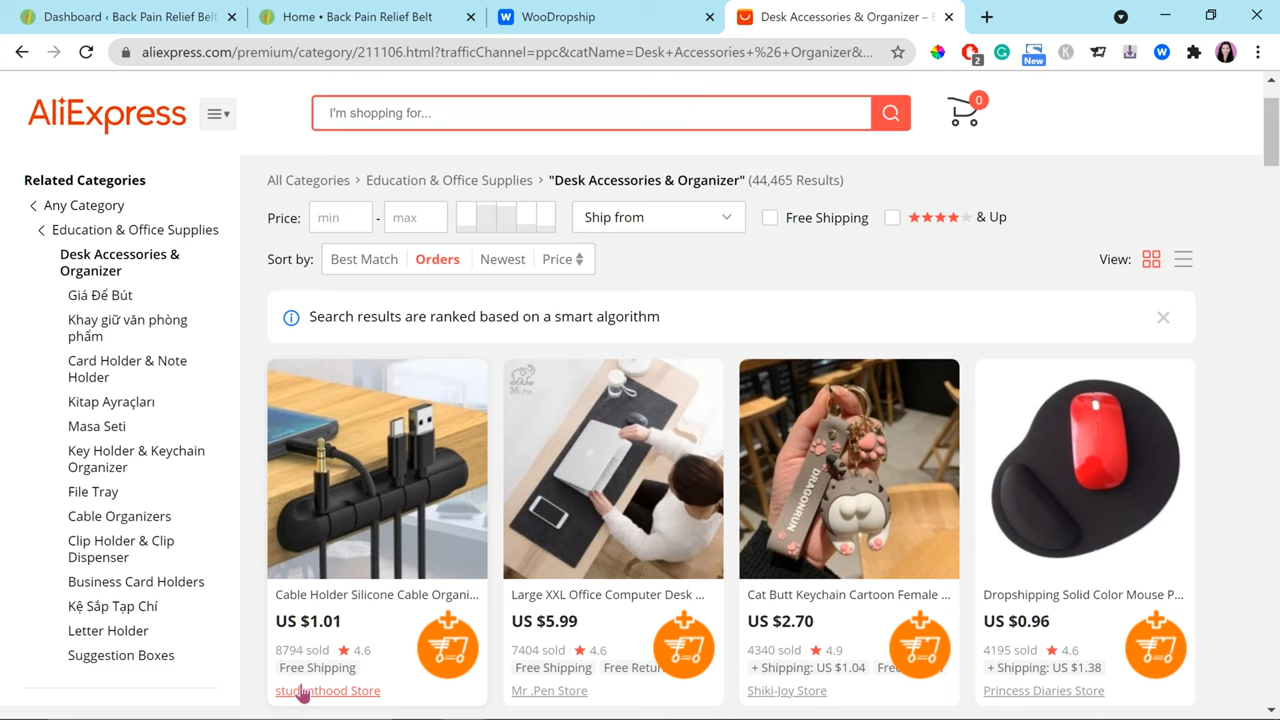 Dashboard ‹ Back Pain Relief Belt
Home • Back Pain Relief Belt
WooDropship
Desk Accessories & Organizer –
aliexpress.com/premium/category/211106.html?trafficChannel=ppc&catName=Desk+Accessories+%26+Organizer&...
2
New
AliExpress
I'm shopping for...
0
Related Categories
Any Category
Education & Office Supplies
Desk Accessories &
Organizer
Giá Để Bút
Khay giữ văn phòng
phẩm
Card Holder & Note
Holder
Kitap Ayraçları
Masa Seti
Key Holder & Keychain
Organizer
File Tray
Cable Organizers
Clip Holder & Clip
Dispenser
Business Card Holders
Kệ Sắp Tạp Chí
Letter Holder
Suggestion Boxes
All Categories > Education & Office Supplies > "Desk Accessories & Organizer" (44,465 Results)
Price: min - max Ship from Free Shipping & Up
Sort by: Best Match Orders Newest Price View:
Search results are ranked based on a smart algorithm
DRAGONRUN
Cable Holder Silicone Cable Organi...
US $1.01
8794 sold 4.6
Free Shipping
studenthood Store
Large XXL Office Computer Desk ...
US $5.99
7404 sold 4.6
Free Shipping Free Retu
Mr .Pen Store
Cat Butt Keychain Cartoon Female ...
US $2.70
4340 sold 4.9
+ Shipping: US $1.04
Shiki-Joy Store
Dropshipping Solid Color Mouse P...
US $0.96
4195 sold 4.6
+ Shipping: US $1.38
Princess Diaries Store